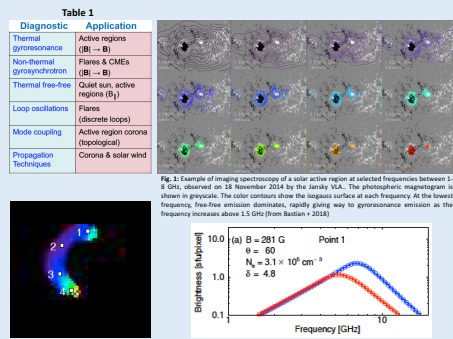 Table 1
Diagnostic Application
Thermal gyroresonance Active regions (|B| → B)
Non-thermal gyrosynchrotron Flares & CMEs (|B| → B)
Thermal free-free Quiet sun, active regions (B∥)
Loop oscillations Flares (discrete loops)
Mode coupling Active region corona (topological)
Propagation Techniques Corona & solar wind
Fig. 1: Example of imaging spectroscopy of a solar active region at selected frequencies between 1-
8 GHz, observed on 18 November 2014 by the Jansky VLA.. The photospheric magnetogram is
shown in greyscale. The color contours show the isogauss surface at each frequency. At the lowest
frequency, free-free emission dominates, rapidly giving way to gyroresonance emission as the
frequency increases above 1.5 GHz (from Bastian + 2018)
1
2
3
4
(a) B = 281 G Point 1
θ = 60
δ = 4.8
Brightness [sfu/pixel]
10.0
1.0
0.1
1
10
Frequency [GHz]